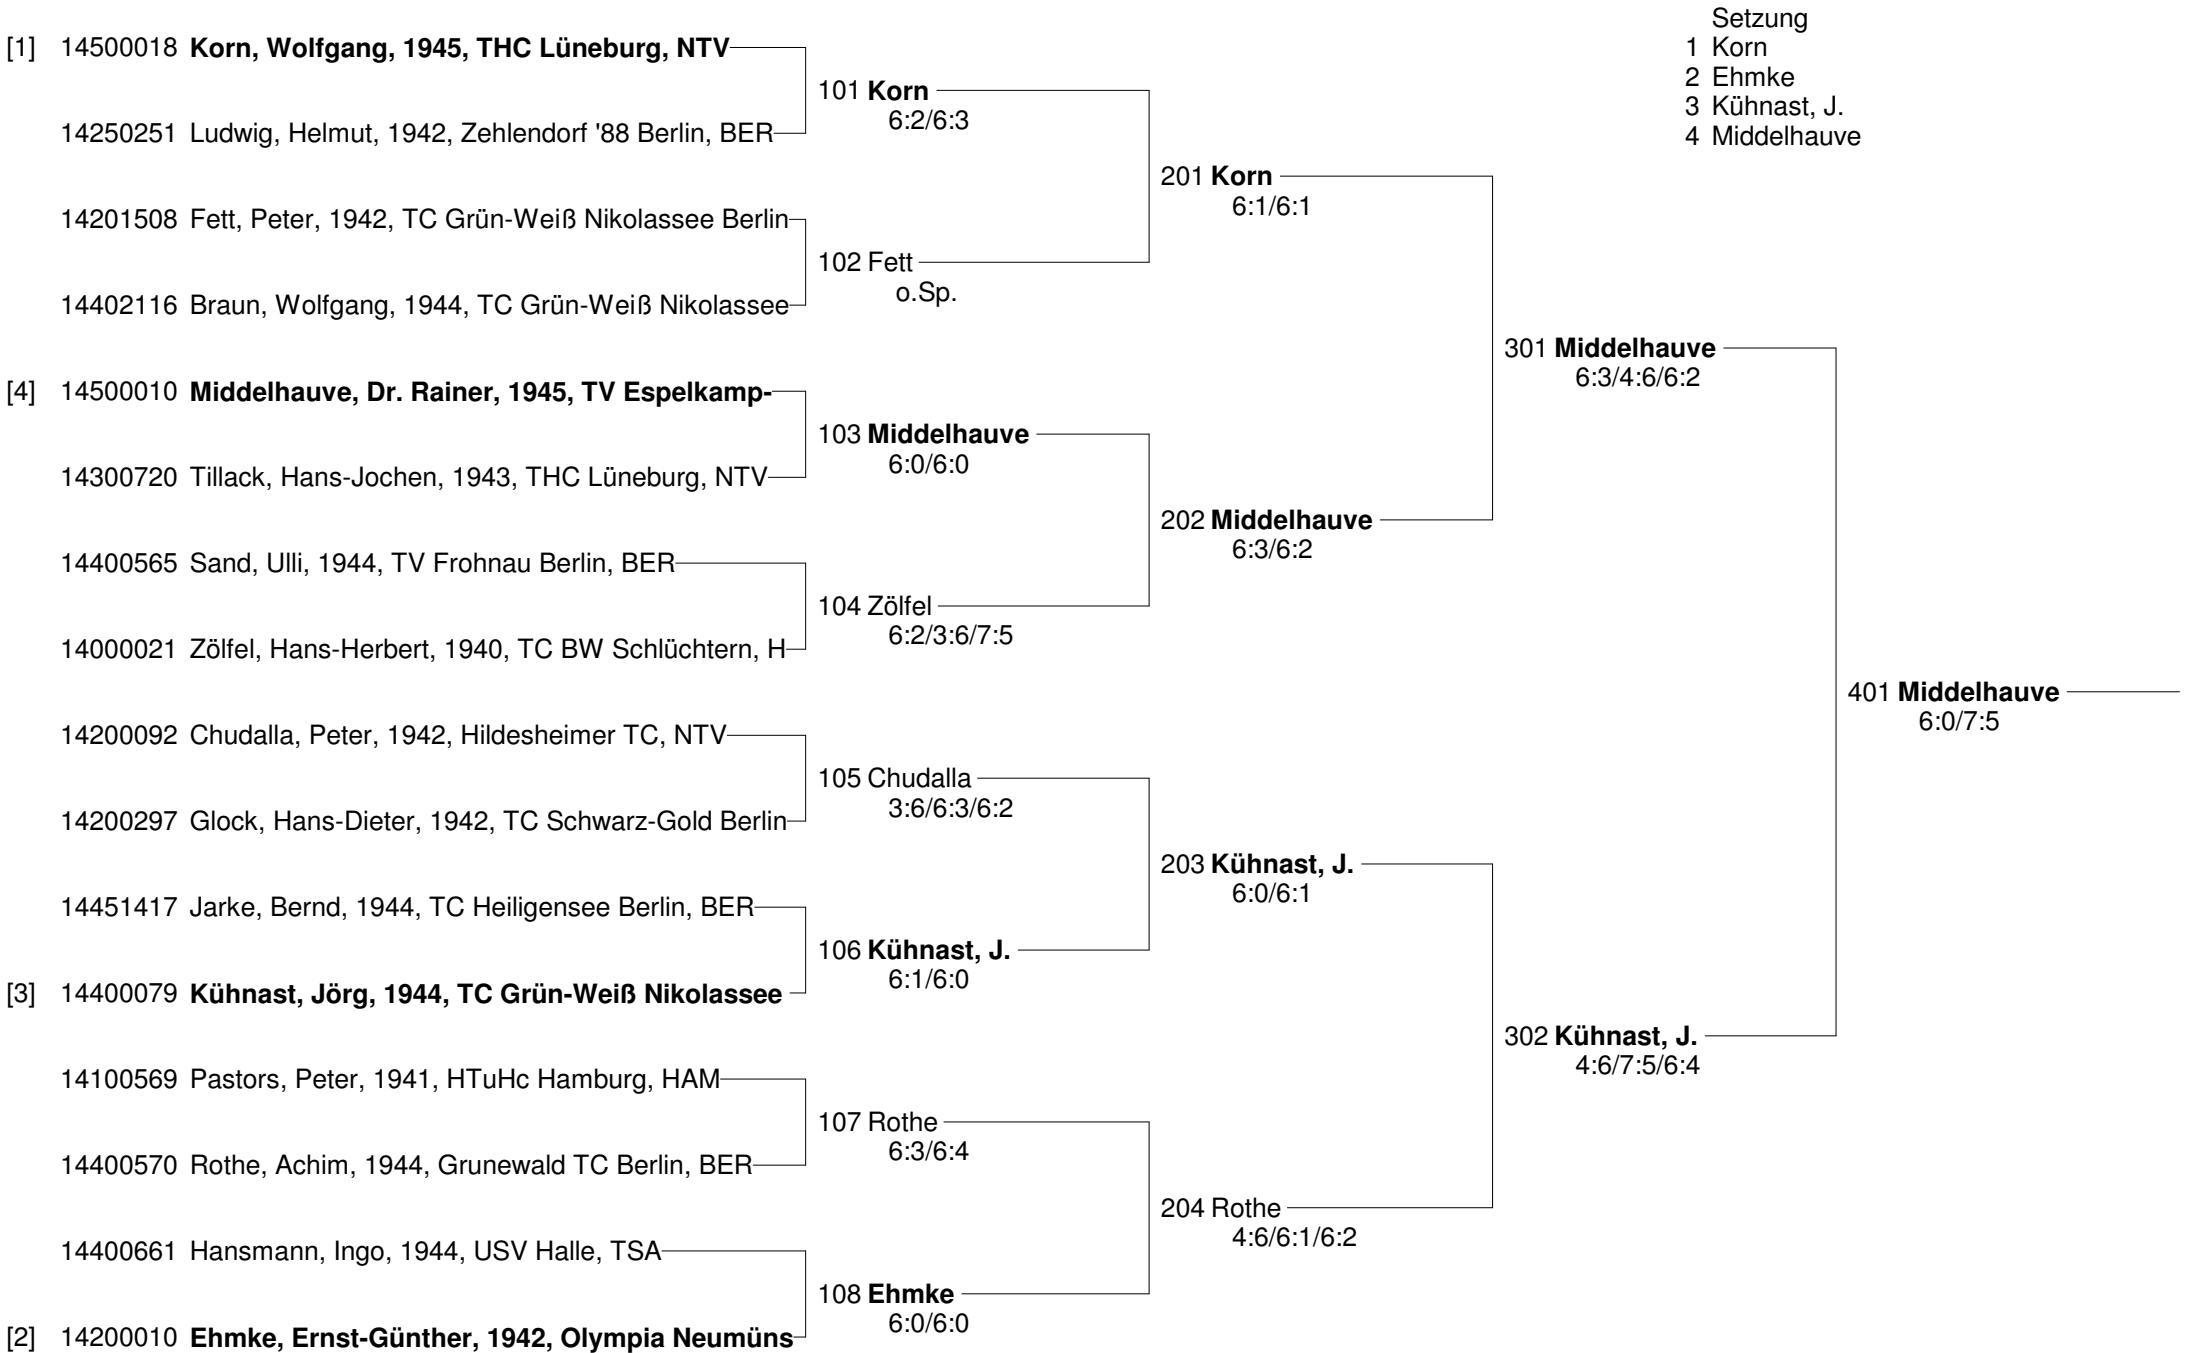 Setzung
1 Korn
2 Ehmke
3 Kühnast, J.
4 Middelhauve
[1] 14500018 Korn, Wolfgang, 1945, THC Lüneburg, NTV
101 Korn
6:2/6:3
14250251 Ludwig, Helmut, 1942, Zehlendorf '88 Berlin, BER
201 Korn
6:1/6:1
14201508 Fett, Peter, 1942, TC Grün-Weiß Nikolassee Berlin
102 Fett
o.Sp.
14402116 Braun, Wolfgang, 1944, TC Grün-Weiß Nikolassee
301 Middelhauve
6:3/4:6/6:2
[4] 14500010 Middelhauve, Dr. Rainer, 1945, TV Espelkamp-
103 Middelhauve
6:0/6:0
14300720 Tillack, Hans-Jochen, 1943, THC Lüneburg, NTV
202 Middelhauve
6:3/6:2
14400565 Sand, Ulli, 1944, TV Frohnau Berlin, BER
104 Zölfel
6:2/3:6/7:5
14000021 Zölfel, Hans-Herbert, 1940, TC BW Schlüchtern, H
401 Middelhauve
6:0/7:5
14200092 Chudalla, Peter, 1942, Hildesheimer TC, NTV
105 Chudalla
3:6/6:3/6:2
14200297 Glock, Hans-Dieter, 1942, TC Schwarz-Gold Berlin
203 Kühnast, J.
6:0/6:1
14451417 Jarke, Bernd, 1944, TC Heiligensee Berlin, BER
106 Kühnast, J.
6:1/6:0
[3] 14400079 Kühnast, Jörg, 1944, TC Grün-Weiß Nikolassee
302 Kühnast, J.
4:6/7:5/6:4
14100569 Pastors, Peter, 1941, HTuHc Hamburg, HAM
107 Rothe
6:3/6:4
14400570 Rothe, Achim, 1944, Grunewald TC Berlin, BER
204 Rothe
4:6/6:1/6:2
14400661 Hansmann, Ingo, 1944, USV Halle, TSA
108 Ehmke
6:0/6:0
[2] 14200010 Ehmke, Ernst-Günther, 1942, Olympia Neumüns